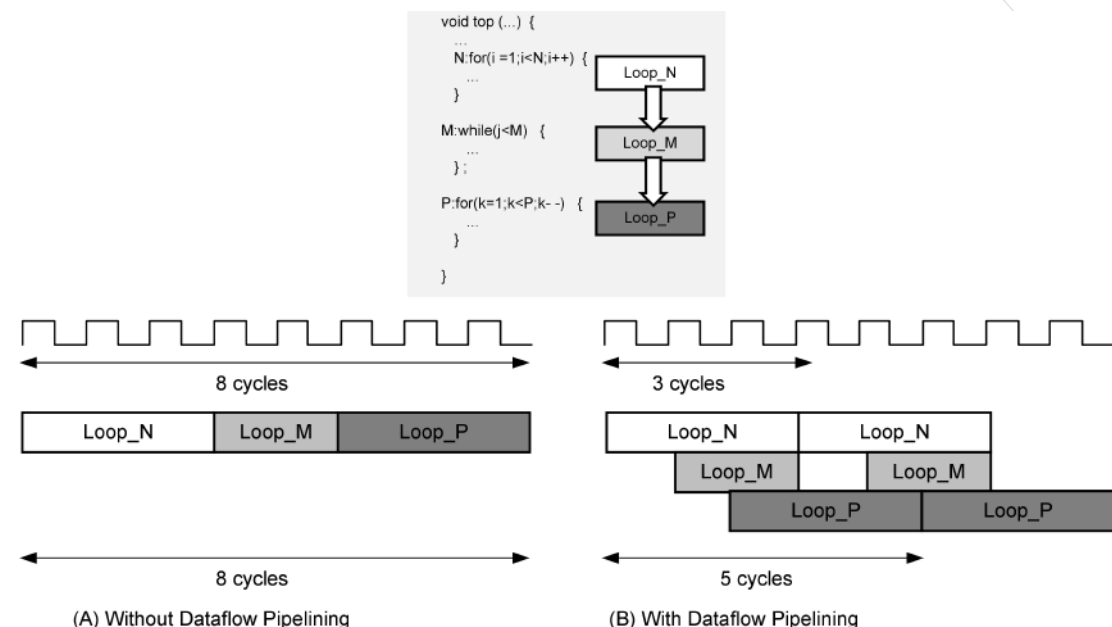 void top (...) {
...
N:for(i =1;i<N;i++) {
...
}
M:while(j<M) {
...
} ;
P:for(k=1;k<P;k- -) {
...
}
}
Loop_N
Loop_M
Loop_P
8 cycles
Loop_N Loop_M Loop_P
8 cycles
(A) Without Dataflow Pipelining
3 cycles
Loop_N Loop_N
Loop_M Loop_M
Loop_P Loop_P
5 cycles
(B) With Dataflow Pipelining